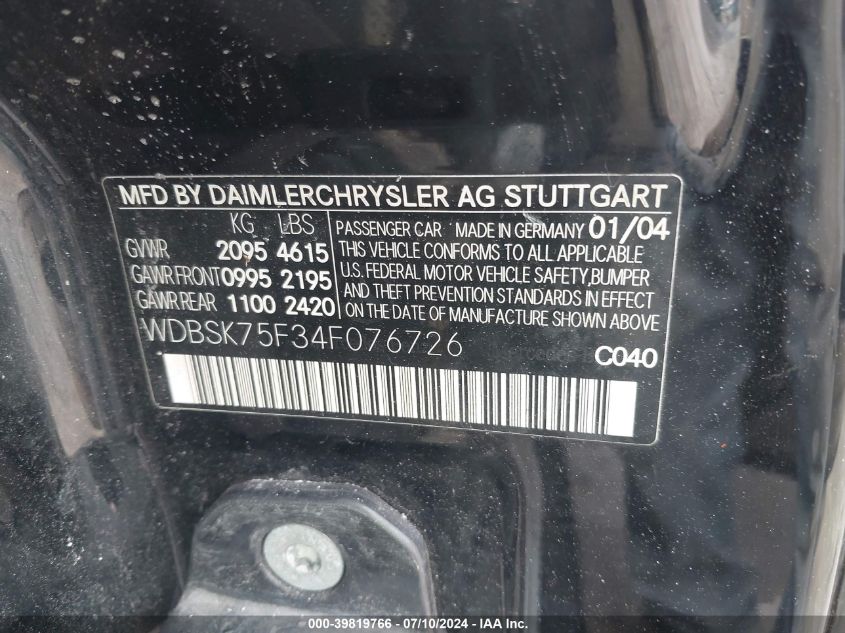 MFD BY DAIMLERCHRYSLER AG STUTTGART
KG LBS
GVWR 2095 4615
GAWR FRONT 0995 2195
GAWR REAR 1100 2420
PASSENGER CAR MADE IN GERMANY 01/04
THIS VEHICLE CONFORMS TO ALL APPLICABLE
U.S. FEDERAL MOTOR VEHICLE SAFETY,BUMPER
AND THEFT PREVENTION STANDARDS IN EFFECT
ON THE DATE OF MANUFACTURE SHOWN ABOVE.
WDBSK75F34F076726
C040
000-39819766 - 07/10/2024 - IAA Inc.